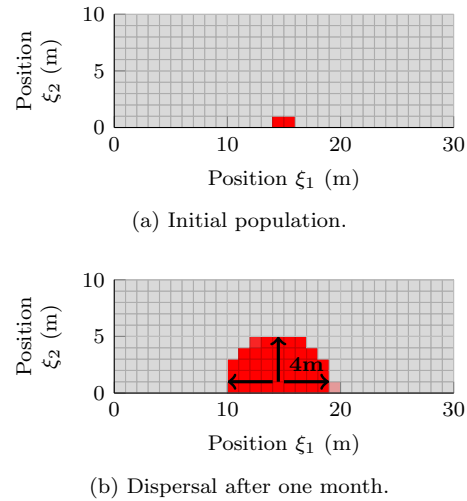 10
5
0
0
10
20
30
Position
ξ2 (m)
Position ξ1 (m)
(a) Initial population.
10
5
0
0
10
20
30
Position
ξ2 (m)
4m
Position ξ1 (m)
(b) Dispersal after one month.